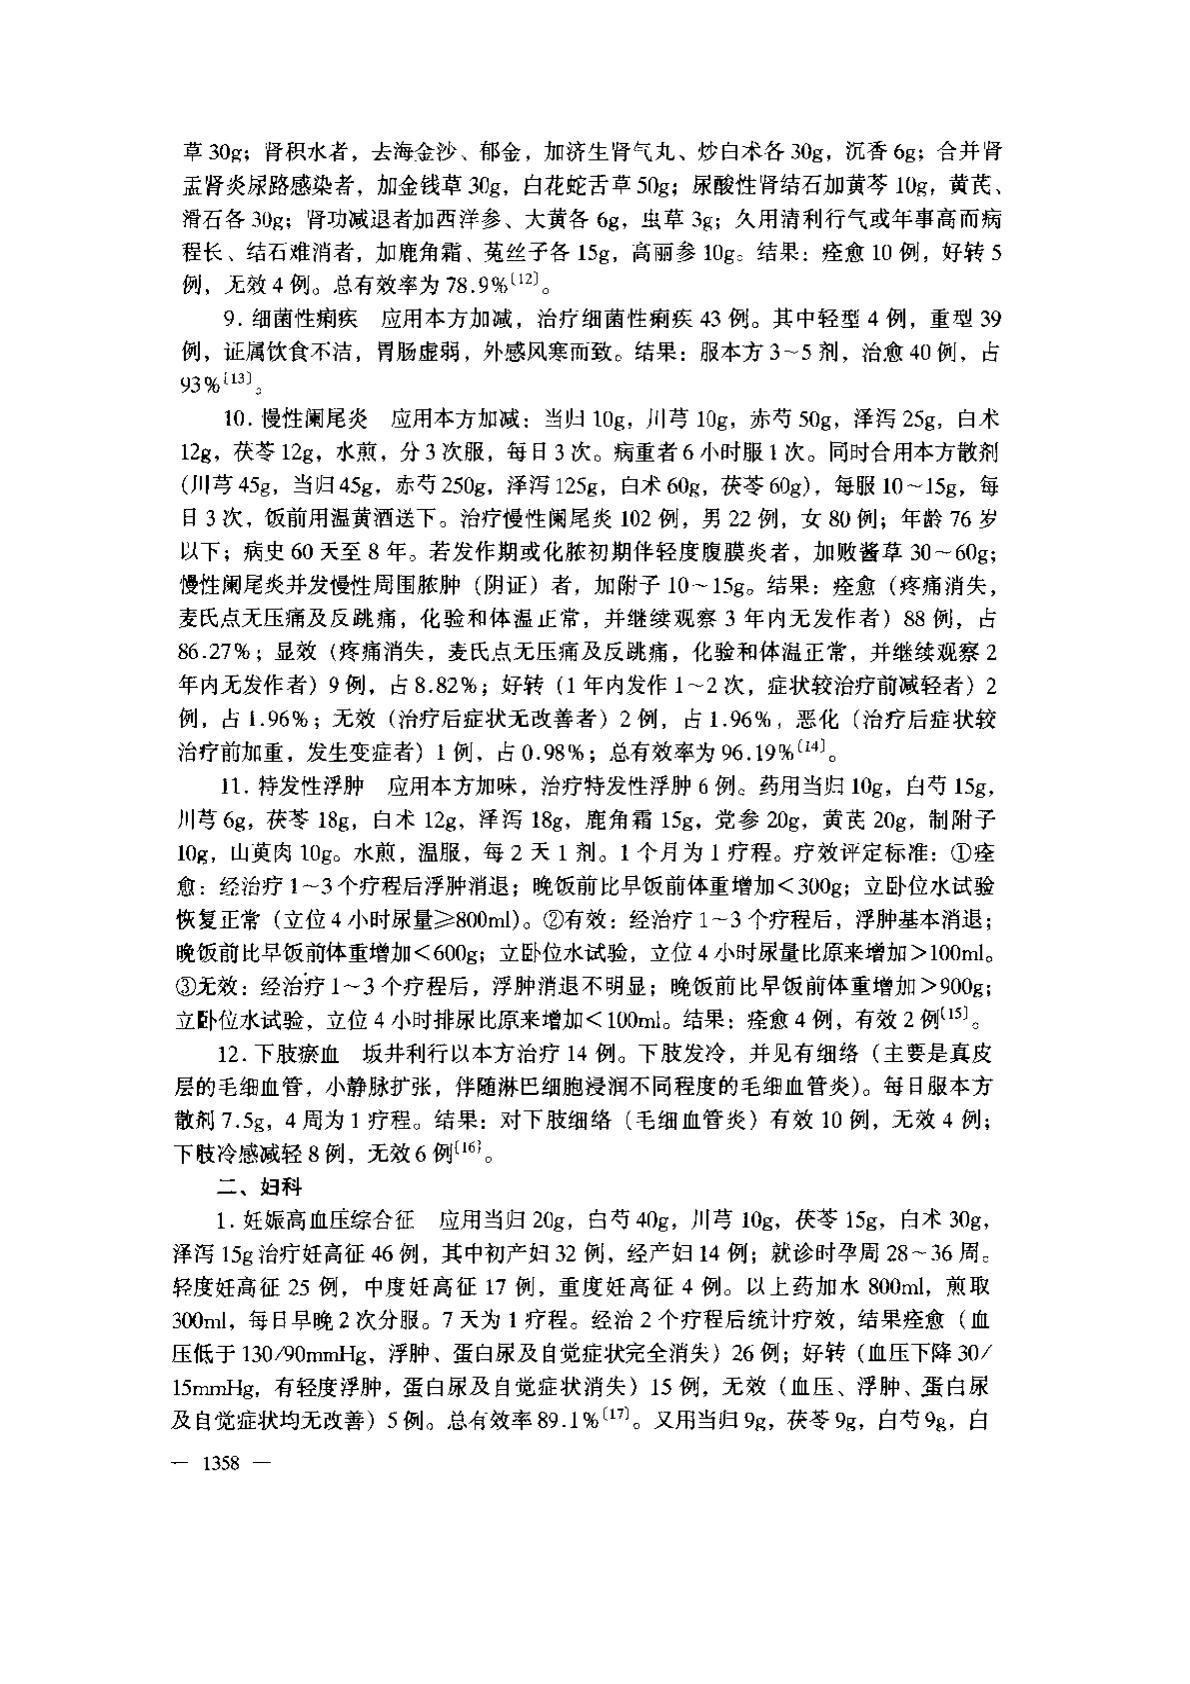 草 30g；肾积水者，去海金沙、郁金，加济生肾气丸、炒白术各 30g，沉香 6g；合并肾
盂肾炎尿路感染者，加金钱草 30g，白花蛇舌草 50g；尿酸性肾结石加黄芩 10g，黄芪、
滑石各 30g；肾功减退者加西洋参、大黄各 6g，虫草 3g；久用清利行气或年事高而病
程长、结石难消者，加鹿角霜、菟丝子各 15g，高丽参 10g。结果：痊愈 10 例，好转 5
例，无效 4 例。总有效率为 78.9%〔12〕。
9. 细菌性痢疾　应用本方加减，治疗细菌性痢疾 43 例。其中轻型 4 例，重型 39
例，证属饮食不洁，胃肠虚弱，外感风寒而致。结果：服本方 3~5 剂，治愈 40 例，占
93%〔13〕。
10. 慢性阑尾炎　应用本方加减：当归 10g，川芎 10g，赤芍 50g，泽泻 25g，白术
12g，茯苓 12g，水煎，分 3 次服，每日 3 次。病重者 6 小时服 1 次。同时合用本方散剂
(川芎 45g，当归 45g，赤芍 250g，泽泻 125g，白术 60g，茯苓 60g)，每服 10~15g，每
日 3 次，饭前用温黄酒送下。治疗慢性阑尾炎 102 例，男 22 例，女 80 例；年龄 76 岁
以下；病史 60 天至 8 年。若发作期或化脓初期伴轻度腹膜炎者，加败酱草 30~60g；
慢性阑尾炎并发慢性周围脓肿（阴证）者，加附子 10~15g。结果：痊愈（疼痛消失，
麦氏点无压痛及反跳痛，化验和体温正常，并继续观察 3 年内无发作者）88 例，占
86.27%；显效（疼痛消失，麦氏点无压痛及反跳痛，化验和体温正常，并继续观察 2
年内无发作者）9 例，占 8.82%；好转（1 年内发作 1~2 次，症状较治疗前减轻者）2
例，占 1.96%；无效（治疗后症状无改善者）2 例，占 1.96%，恶化（治疗后症状较
治疗前加重，发生变症者）1 例，占 0.98%；总有效率为 96.19%〔14〕。
11. 特发性浮肿　应用本方加味，治疗特发性浮肿 6 例。药用当归 10g，白芍 15g，
川芎 6g，茯苓 18g，白术 12g，泽泻 18g，鹿角霜 15g，党参 20g，黄芪 20g，制附子
10g，山萸肉 10g。水煎，温服，每 2 天 1 剂。1 个月为 1 疗程。疗效评定标准：①痊
愈：经治疗 1~3 个疗程后浮肿消退；晚饭前比早饭前体重增加＜300g；立卧位水试验
恢复正常（立位 4 小时尿量≥800ml）。②有效：经治疗 1~3 个疗程后，浮肿基本消退；
晚饭前比早饭前体重增加＜600g；立卧位水试验，立位 4 小时尿量比原来增加＞100ml。
③无效：经治疗 1~3 个疗程后，浮肿消退不明显；晚饭前比早饭前体重增加＞900g；
立卧位水试验，立位 4 小时排尿比原来增加＜100ml。结果：痊愈 4 例，有效 2 例〔15〕。
12. 下肢瘀血　坂井利行以本方治疗 14 例。下肢发冷，并见有细络（主要是真皮
层的毛细血管，小静脉扩张，伴随淋巴细胞浸润不同程度的毛细血管炎）。每日服本方
散剂 7.5g，4 周为 1 疗程。结果：对下肢细络（毛细血管炎）有效 10 例，无效 4 例；
下肢冷感减轻 8 例，无效 6 例〔16〕。
二、妇科
1. 妊娠高血压综合征　应用当归 20g，白芍 40g，川芎 10g，茯苓 15g，白术 30g，
泽泻 15g 治疗妊高征 46 例，其中初产妇 32 例，经产妇 14 例；就诊时孕周 28~36 周。
轻度妊高征 25 例，中度妊高征 17 例，重度妊高征 4 例。以上药加水 800ml，煎取
300ml，每日早晚 2 次分服。7 天为 1 疗程。经治 2 个疗程后统计疗效，结果痊愈（血
压低于 130/90mmHg，浮肿、蛋白尿及自觉症状完全消失）26 例；好转（血压下降 30/
15mmHg，有轻度浮肿，蛋白尿及自觉症状消失）15 例，无效（血压、浮肿、蛋白尿
及自觉症状均无改善）5 例。总有效率 89.1%〔17〕。又用当归 9g，茯苓 9g，白芍 9g，白
— 1358 —